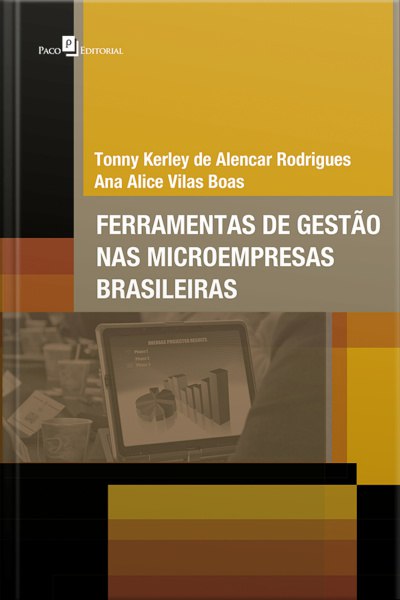 PACO EDITORIAL
Tonny Kerley de Alencar Rodrigues
Ana Alice Vilas Boas
FERRAMENTAS DE GESTÃO
NAS MICROEMPRESAS
BRASILEIRAS